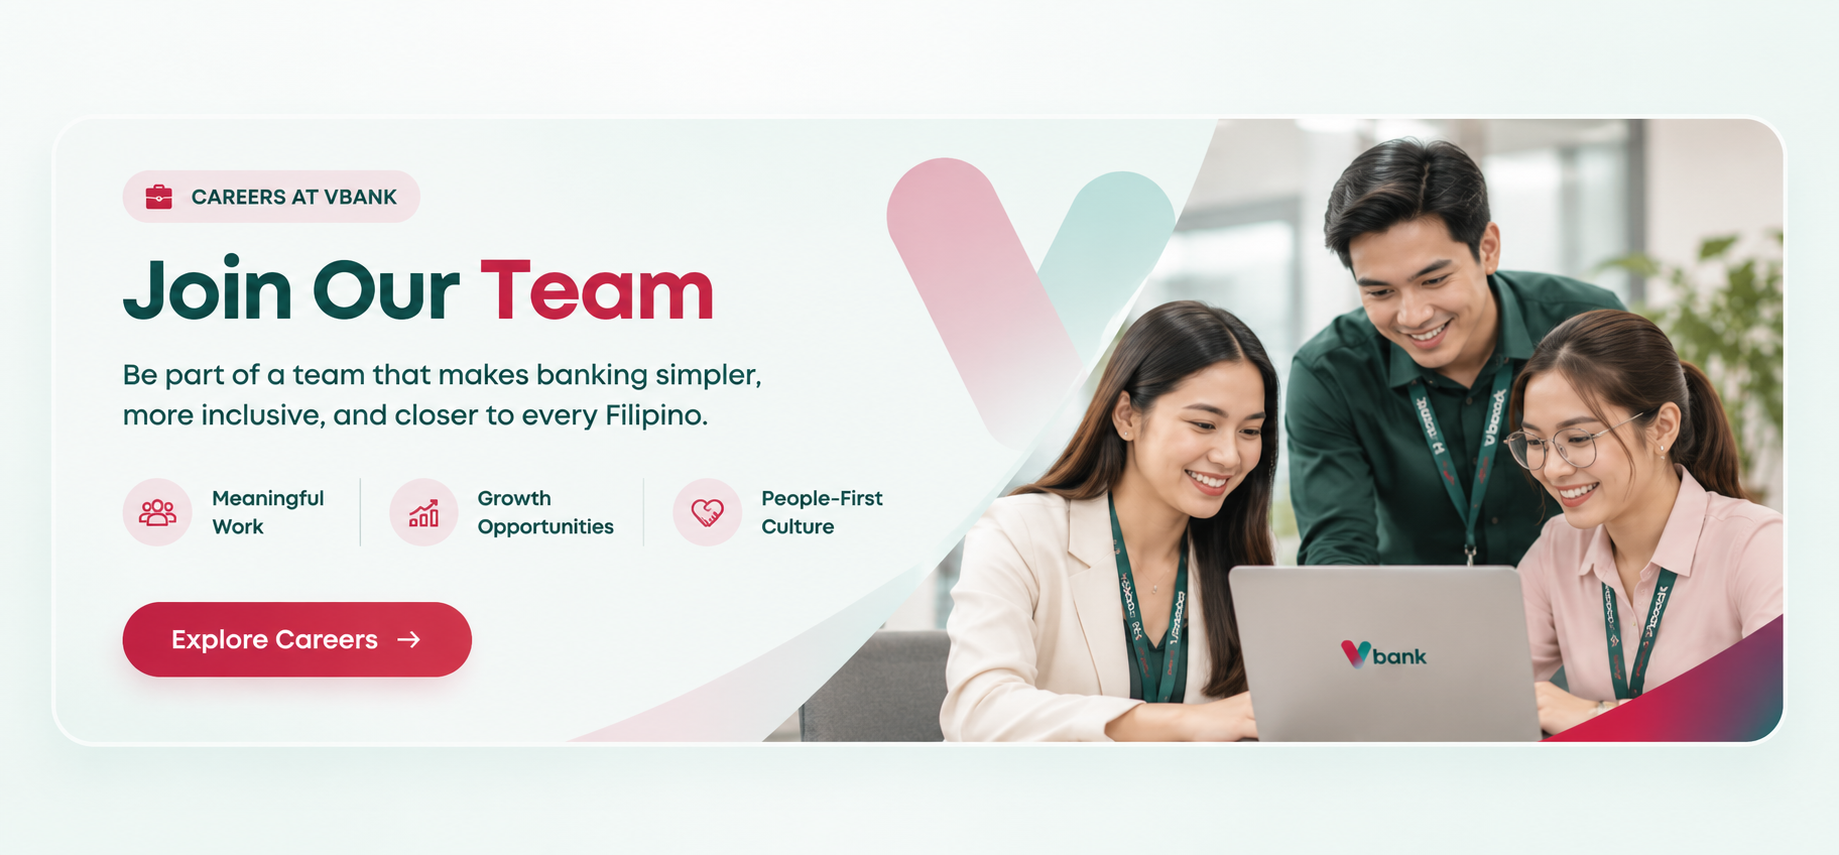 CAREERS AT VBANK
Join Our Team
Be part of a team that makes banking simpler,
more inclusive, and closer to every Filipino.
Meaningful
Work
Growth
Opportunities
People-First
Culture
Explore Careers →
Vbank